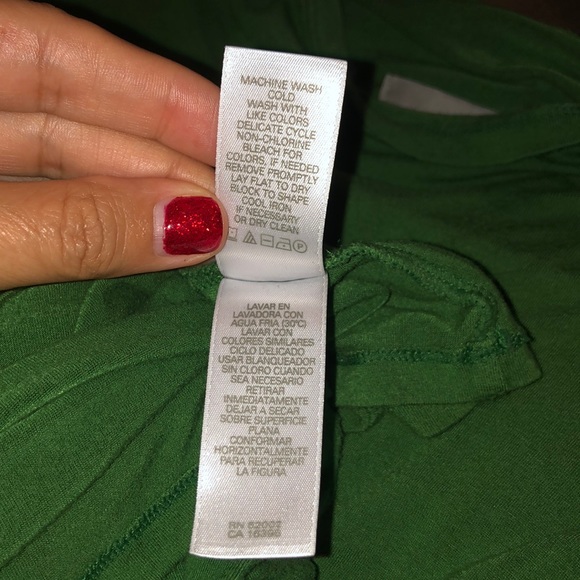 MACHINE WASH
COLD
WASH WITH
LIKE COLORS
DELICATE CYCLE
NON-CHLORINE
BLEACH FOR
COLORS, IF NEEDED
REMOVE PROMPTLY
LAY FLAT TO DRY
BLOCK TO SHAPE
COOL IRON
IF NECESSARY
OR DRY CLEAN
LAVAR EN
LAVADORA CON
AGUA FRIA (30°C)
LAVAR CON
COLORES SIMILARES
CICLO DELICADO
USAR BLANQUEADOR
SIN CLORO CUANDO
SEA NECESARIO
RETIRAR
INMEDIATAMENTE
DEJAR A SECAR
SOBRE SUPERFICIE
PLANA
CONFORMAR
HORIZONTALMENTE
PARA RECUPERAR
LA FIGURA
RN
CA